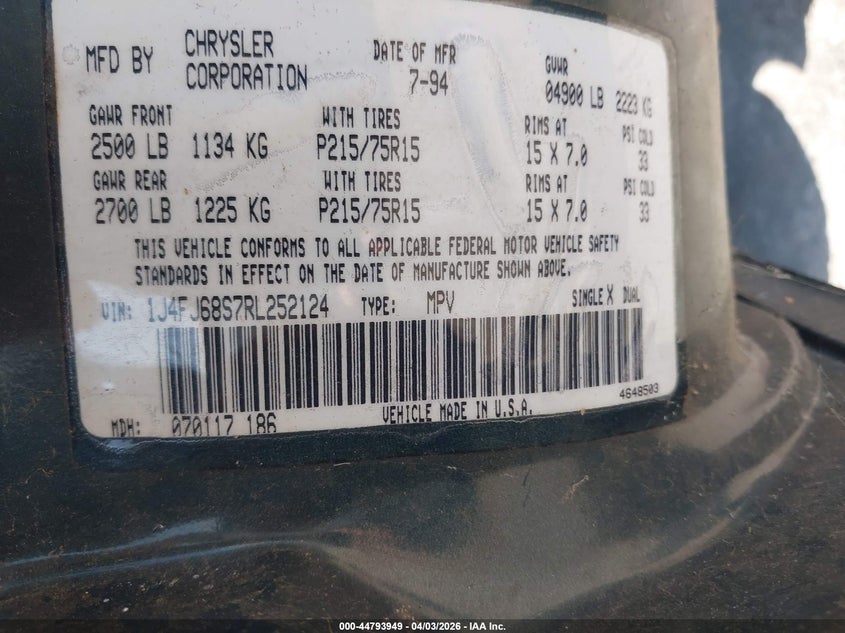 MFD BY CHRYSLER CORPORATION DATE OF MFR 7-94 GVWR 04900 LB 2223 KG
GAWR FRONT WITH TIRES RIMS AT PSI COLD
2500 LB 1134 KG P215/75R15 15 X 7.0 33
GAWR REAR WITH TIRES RIMS AT PSI COLD
2700 LB 1225 KG P215/75R15 15 X 7.0 33
THIS VEHICLE CONFORMS TO ALL APPLICABLE FEDERAL MOTOR VEHICLE SAFETY
STANDARDS IN EFFECT ON THE DATE OF MANUFACTURE SHOWN ABOVE.
VIN: 1J4FJ68S7RL252124 TYPE: MPV SINGLE X DUAL
4648503
MDH: 070117 186 VEHICLE MADE IN U.S.A.
000-44793949 - 04/03/2026 - IAA Inc.